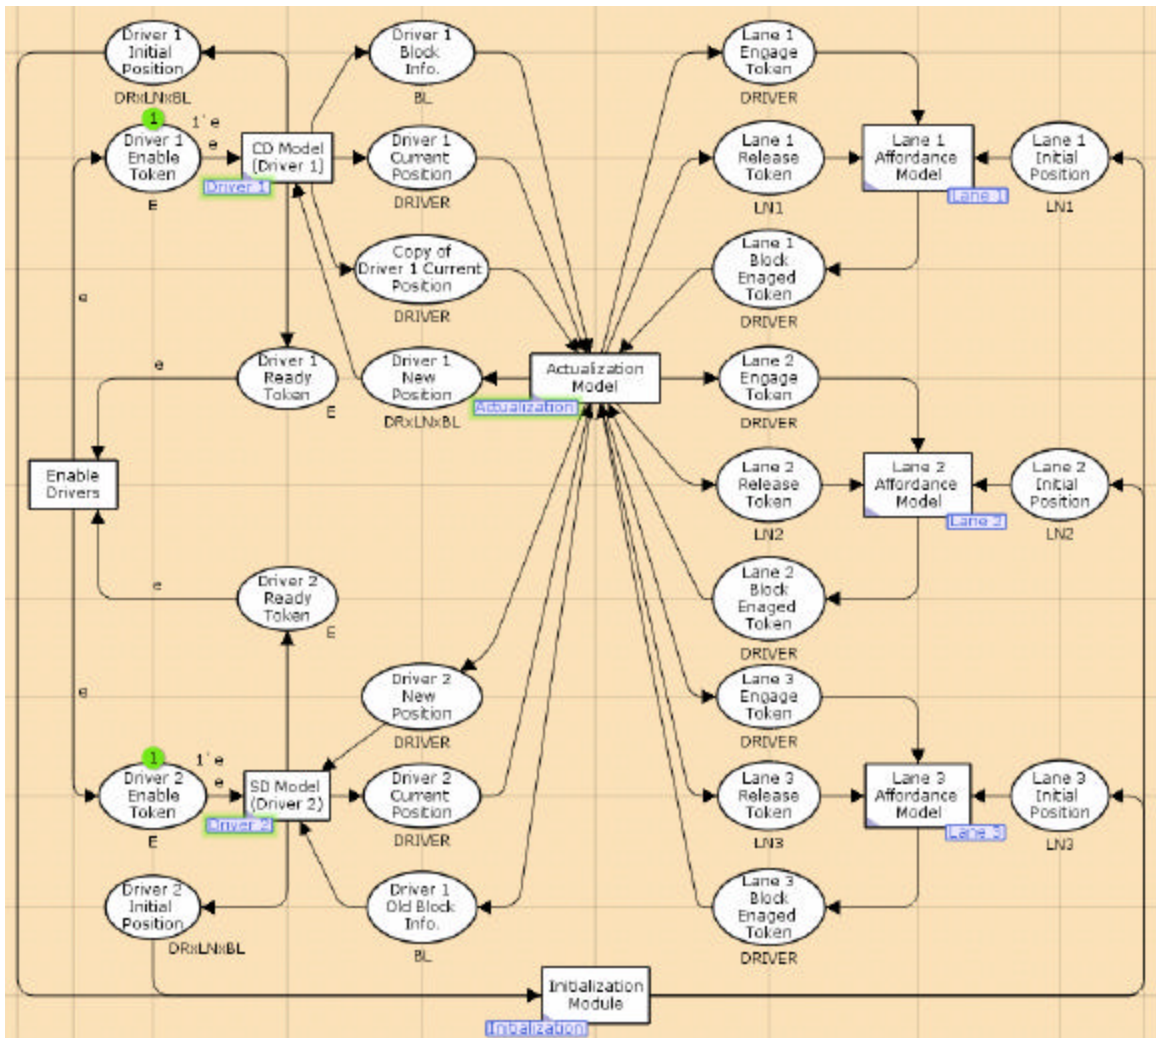 Driver 1
Initial
Position
DRxLNxBL
Driver 1
Block
Info.
BL
Lane 1
Engage
Token
DRIVER
1
1`e
e
Driver 1
Enable
Token
E
CD Model
(Driver 1)
Driver 1
Driver 1
Current
Position
DRIVER
Lane 1
Release
Token
LN1
Lane 1
Affordance
Model
Lane 1
Lane 1
Initial
Position
LN1
Copy of
Driver 1 Current
Position
DRIVER
Lane 1
Block
Enaged
Token
DRIVER
e
e
Driver 1
Ready
Token
E
Driver 1
New
Position
DRxLNxBL
Actualization
Model
Actualization
Lane 2
Engage
Token
DRIVER
Enable
Drivers
Lane 2
Release
Token
LN2
Lane 2
Affordance
Model
Lane 2
Lane 2
Initial
Position
LN2
e
Driver 2
Ready
Token
E
Lane 2
Block
Enaged
Token
DRIVER
e
Driver 2
New
Position
DRIVER
Lane 3
Engage
Token
DRIVER
1
1`e
e
Driver 2
Enable
Token
E
SD Model
(Driver 2)
Driver 2
Driver 2
Current
Position
DRIVER
Lane 3
Release
Token
LN3
Lane 3
Affordance
Model
Lane 3
Lane 3
Initial
Position
LN3
Driver 2
Initial
Position
DRxLNxBL
Driver 1
Old Block
Info.
BL
Lane 3
Block
Enaged
Token
DRIVER
Initialization
Module
Initialization